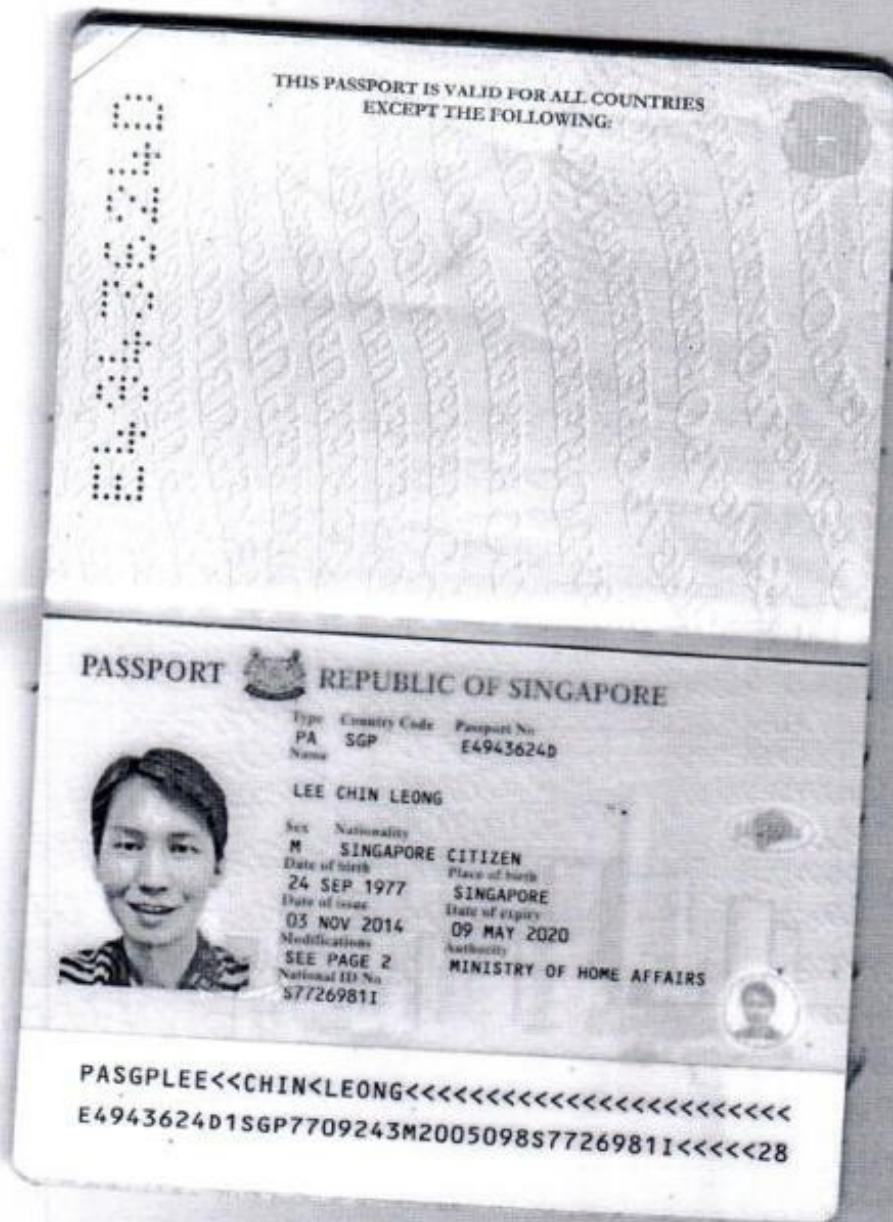 THIS PASSPORT IS VALID FOR ALL COUNTRIES
EXCEPT THE FOLLOWING:
E4943624D
PASSPORT REPUBLIC OF SINGAPORE
Type Country Code Passport No
PA SGP E4943624D
Name
LEE CHIN LEONG
Sex Nationality
M SINGAPORE CITIZEN
Date of birth Place of birth
24 SEP 1977 SINGAPORE
Date of issue Date of expiry
03 NOV 2014 09 MAY 2020
Modifications Authority
SEE PAGE 2 MINISTRY OF HOME AFFAIRS
National ID No
S7726981I
PASGPLEE<<CHIN<LEONG<<<<<<<<<<<<<<<<<<<<<<<<
E4943624D1SGP7709243M2005098S7726981I<<<<<28